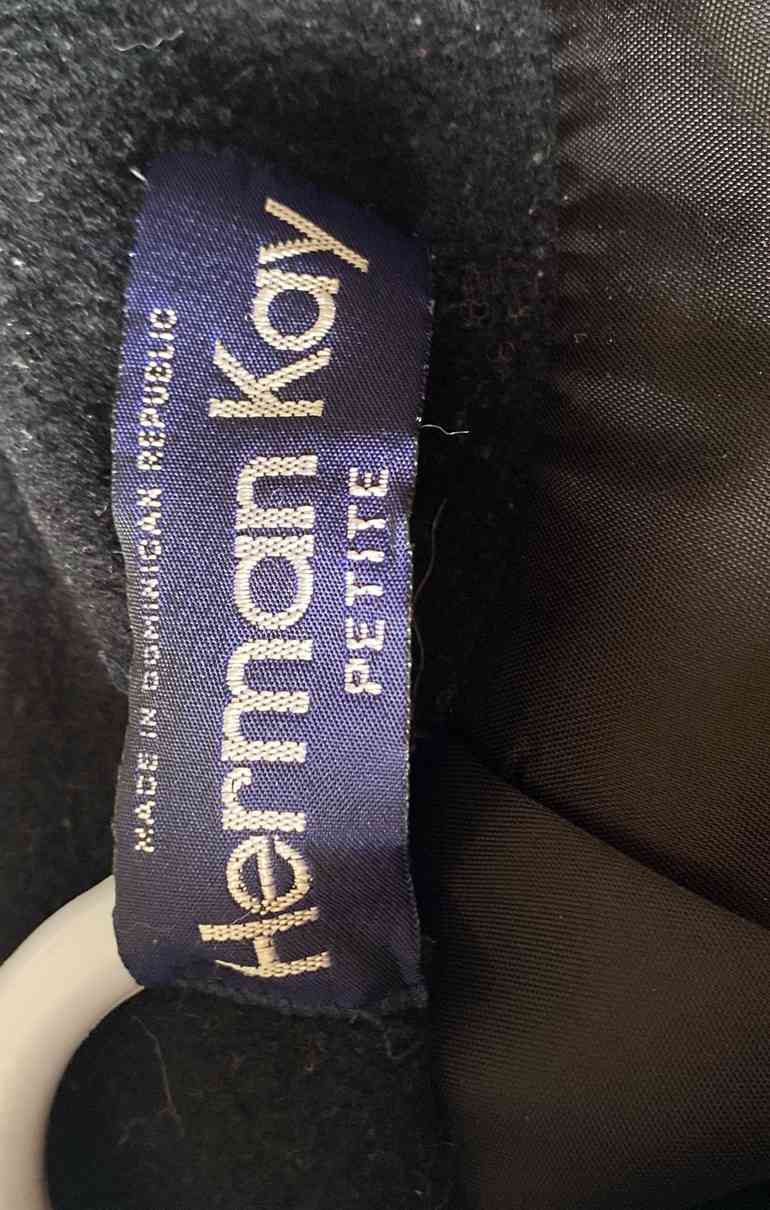 MADE IN DOMINICAN REPUBLIC
Herman Kay
PETITE